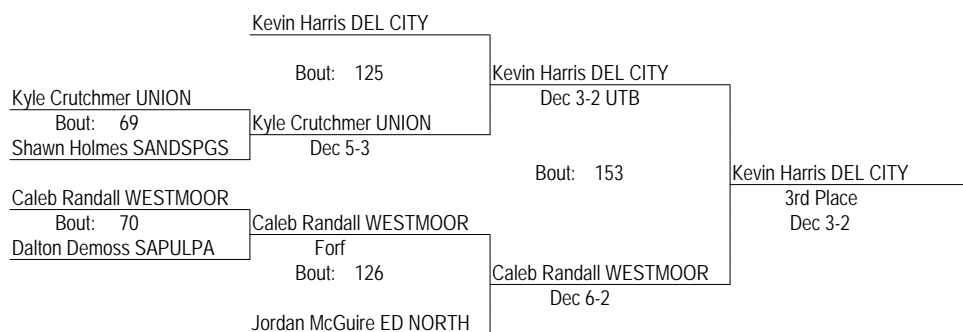 Kevin Harris DEL CITY
Bout: 125
Kevin Harris DEL CITY
Dec 3-2 UTB
Kyle Crutchmer UNION
Bout: 69
Kyle Crutchmer UNION
Shawn Holmes SANDSPGS
Dec 5-3
Bout: 153
Kevin Harris DEL CITY
3rd Place
Dec 3-2
Caleb Randall WESTMOOR
Bout: 70
Caleb Randall WESTMOOR
Dalton Demoss SAPULPA
Forf
Bout: 126
Caleb Randall WESTMOOR
Dec 6-2
Jordan McGuire ED NORTH